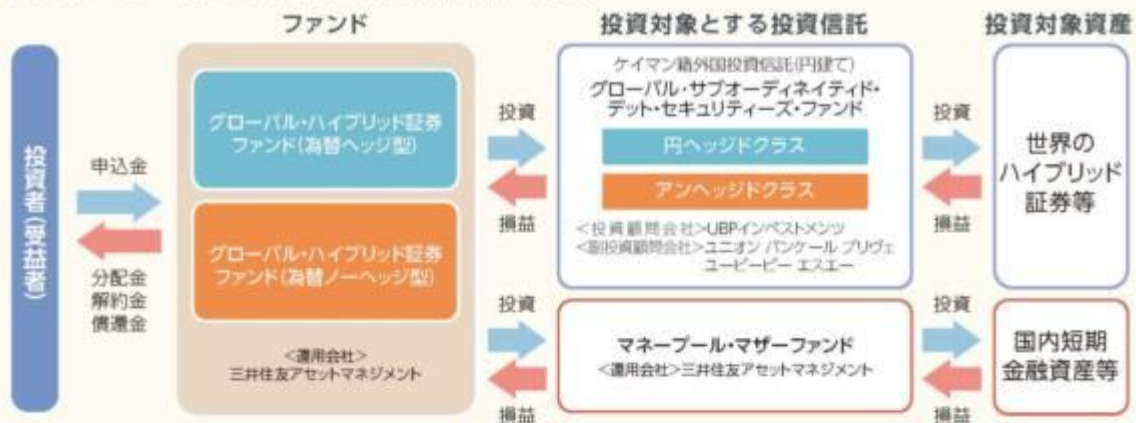 ファンド
投資対象とする投資信託
投資対象資産
投資者(受益者)
申込金
分配金
解約金
償還金
グローバル・ハイブリッド証券
ファンド(為替ヘッジ型)
グローバル・ハイブリッド証券
ファンド(為替ノーヘッジ型)
<運用会社>
三井住友アセットマネジメント
投資
損益
投資
損益
ケイマン籍外国投資信託(円建て)
グローバル・サブオーディネイティド・
デット・セキュリティーズ・ファンド
円ヘッジドクラス
アンヘッジドクラス
<投資顧問会社>UBPインベストメンツ
<副投資顧問会社>ユニオン バンケール プリヴェ
ユービーピー エスエー
マネープール・マザーファンド
<運用会社>三井住友アセットマネジメント
投資
損益
投資
損益
世界の
ハイブリッド
証券等
国内短期
金融資産等